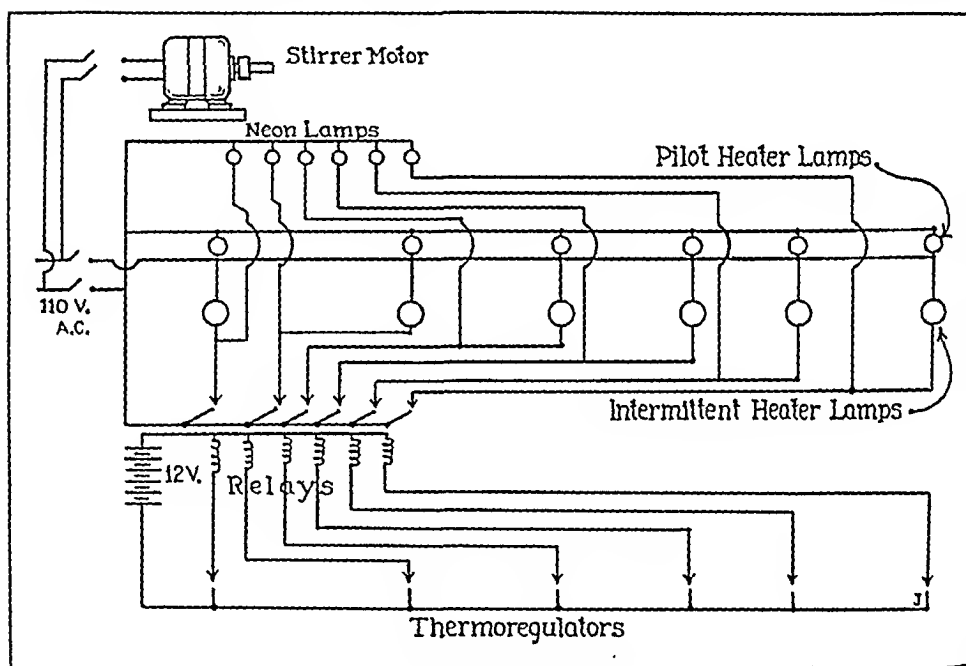 Stirrer Motor
Neon Lamps
Pilot Heater Lamps
110 V.
A.C.
Intermittent Heater Lamps
12V.
Relays
J
Thermoregulators